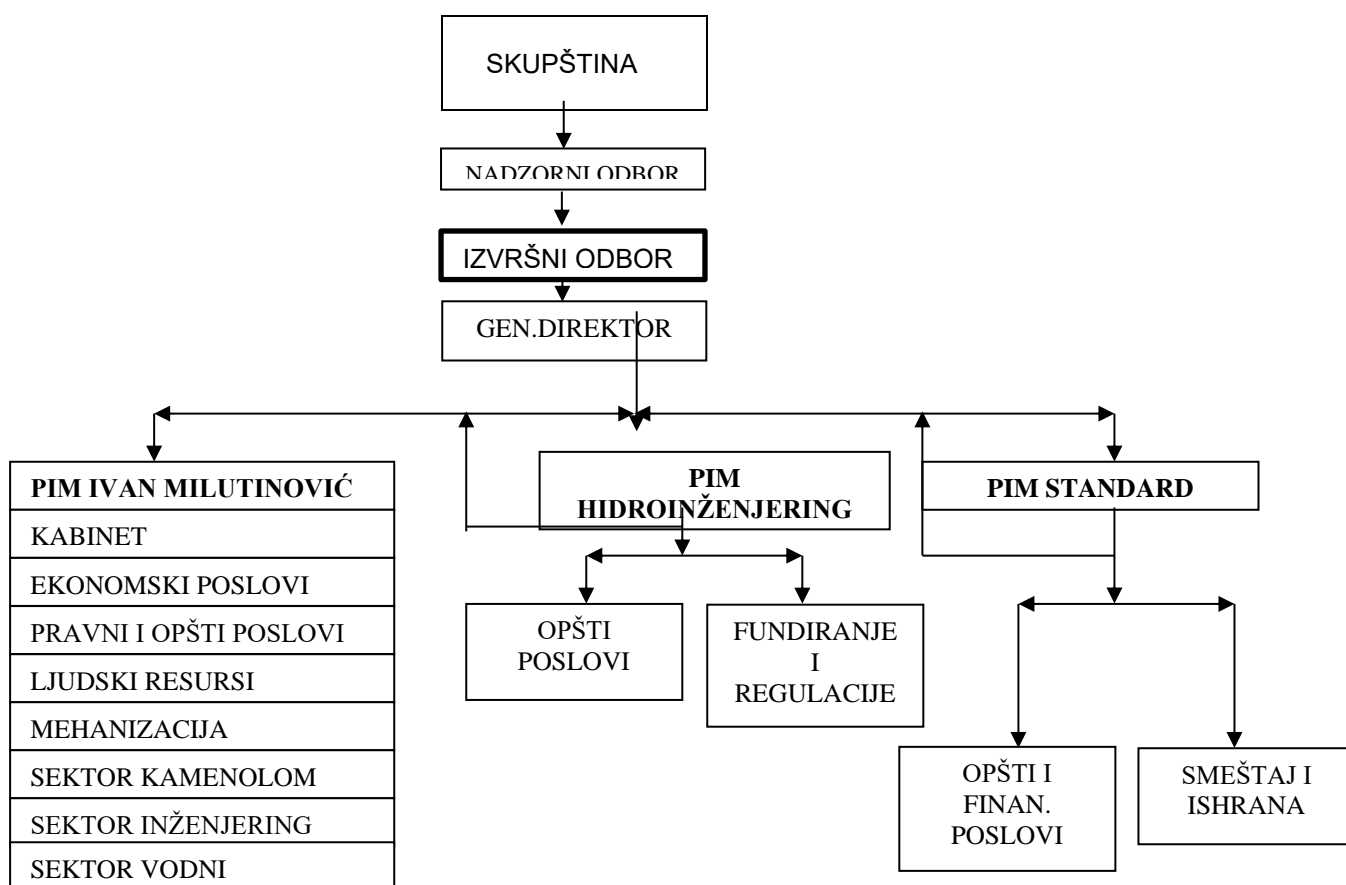 SKUPŠTINA
NADZORNI ODBOR
IZVRŠNI ODBOR
GEN.DIREKTOR
PIM IVAN MILUTINOVIĆ
KABINET
EKONOMSKI POSLOVI
PRAVNI I OPŠTI POSLOVI
LJUDSKI RESURSI
MEHANIZACIJA
SEKTOR KAMENOLOM
SEKTOR INŽENJERING
SEKTOR VODNI
PIM
HIDROINŽENJERING
OPŠTI
POSLOVI
FUNDIRANJE
I
REGULACIJE
PIM STANDARD
OPŠTI I
FINAN.
POSLOVI
SMEŠTAJ I
ISHRANA